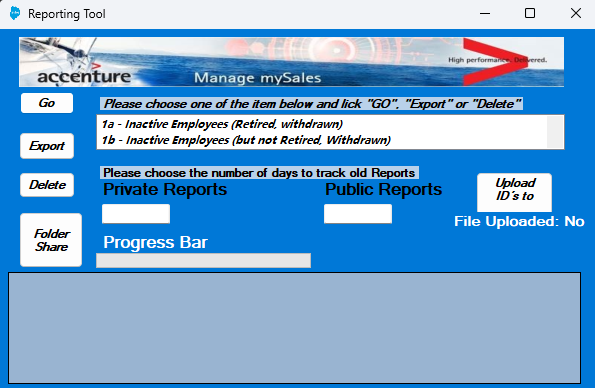 Reporting Tool
accenture
Manage mySales
High performance. Delivered.
Go
Please choose one of the item below and lick "GO", "Export" or "Delete"
1a - Inactive Employees (Retired, withdrawn)
1b - Inactive Employees (but not Retired, Withdrawn)
Export
Please choose the number of days to track old Reports
Delete
Private Reports
Public Reports
Upload
ID´s to
File Uploaded: No
Folder
Share
Progress Bar